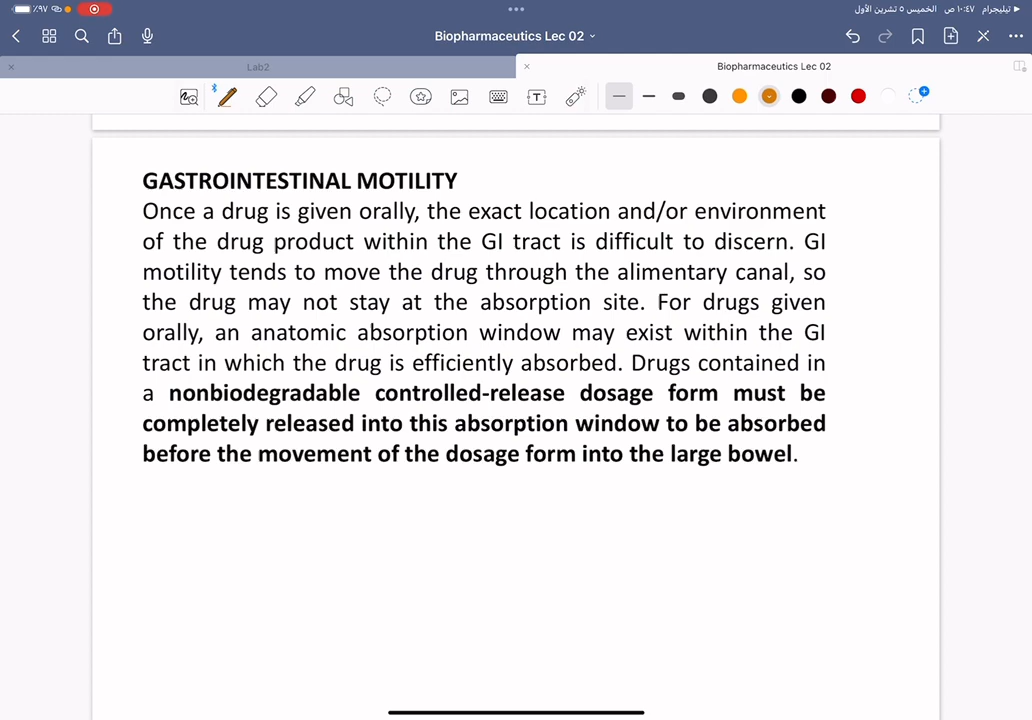 ٪٩٧
تيليجرام ١٠:٤٧ ص الخميس ٥ تشرين الأول
Biopharmaceutics Lec 02
Lab2
Biopharmaceutics Lec 02
GASTROINTESTINAL MOTILITY
Once a drug is given orally, the exact location and/or environment
of the drug product within the GI tract is difficult to discern. GI
motility tends to move the drug through the alimentary canal, so
the drug may not stay at the absorption site. For drugs given
orally, an anatomic absorption window may exist within the GI
tract in which the drug is efficiently absorbed. Drugs contained in
a nonbiodegradable controlled-release dosage form must be
completely released into this absorption window to be absorbed
before the movement of the dosage form into the large bowel.